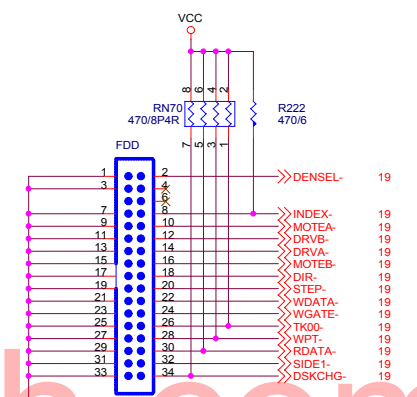 VCC
8 6 4 2
RN70
470/8P4R
R222
470/6
7 5 3 1
FDD
1 2 DENSEL- 19
3 4
6
7 8 INDEX- 19
9 10 MOTEA- 19
11 12 DRVB- 19
13 14 DRVA- 19
15 16 MOTEB- 19
17 18 DIR- 19
19 20 STEP- 19
21 22 WDATA- 19
23 24 WGATE- 19
25 26 TK00- 19
27 28 WPT- 19
29 30 RDATA- 19
31 32 SIDE1- 19
33 34 DSKCHG- 19